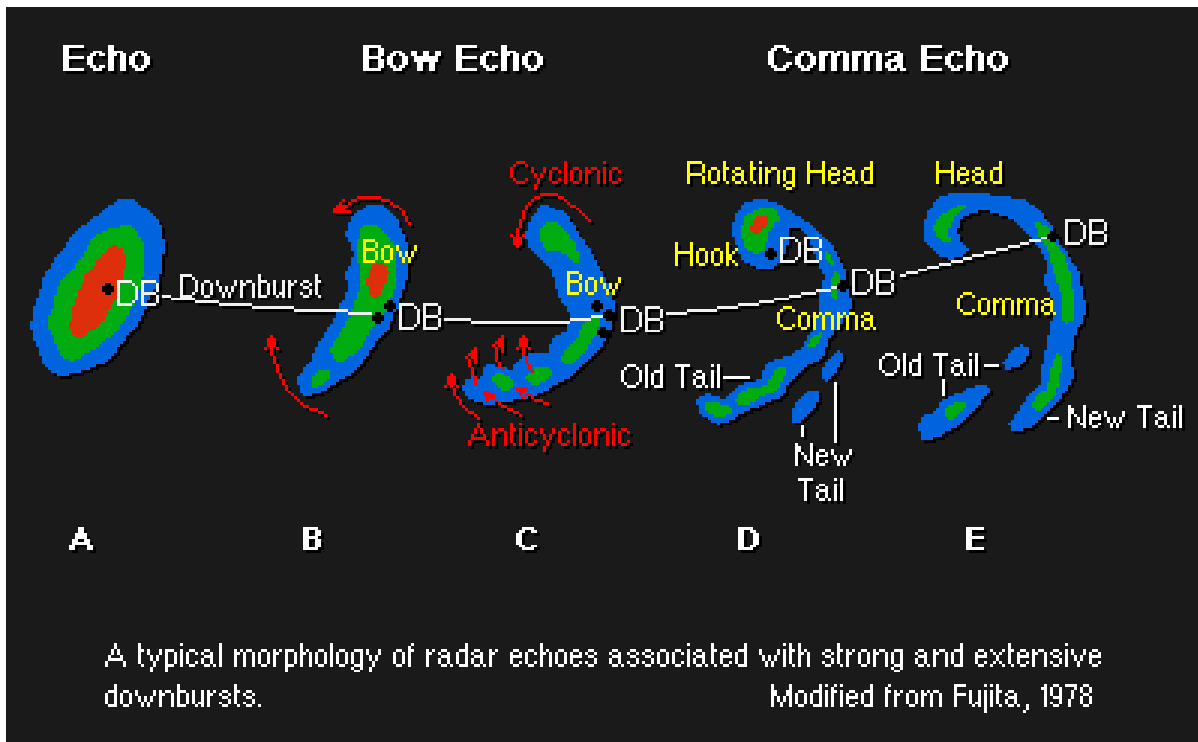 Echo
Bow Echo
Comma Echo
Cyclonic
Rotating Head
Head
Bow
Hook
DB
DB
Downburst
Bow
DB
Comma
DB
DB
DB
DB
Comma
Old Tail
Old Tail
Anticyclonic
New Tail
New
Tail
A
B
C
D
E
A typical morphology of radar echoes associated with strong and extensive
downbursts.
Modified from Fujita, 1978